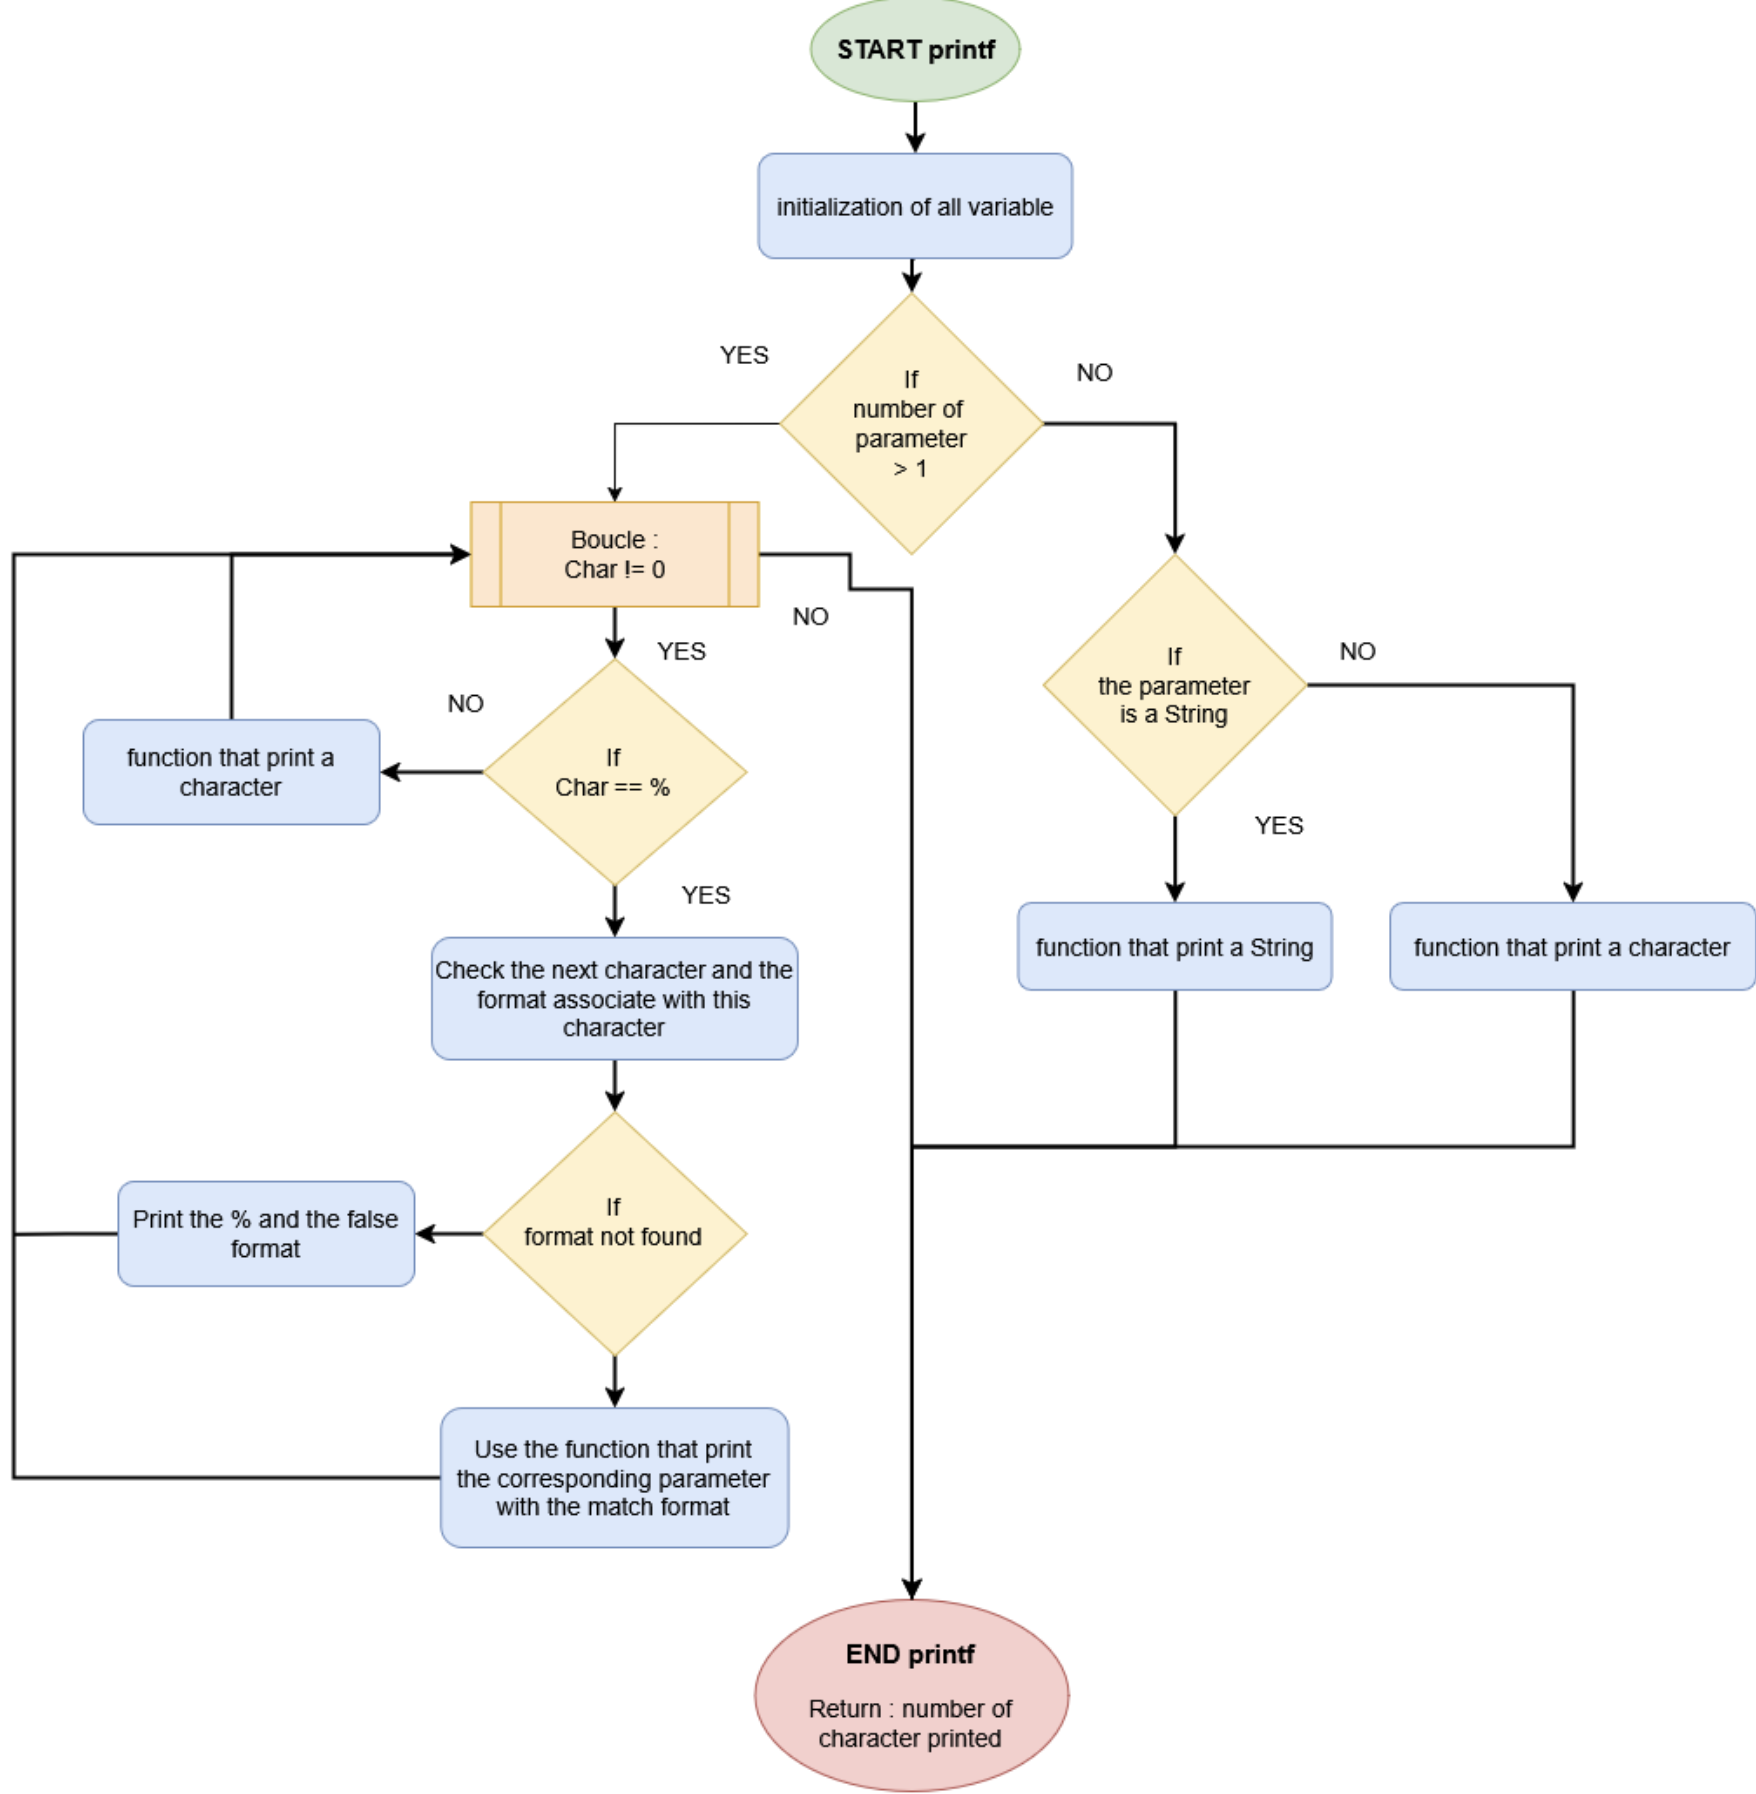 START printf
initialization of all variable
YES
NO
If
number of
parameter
> 1
Boucle :
Char != 0
NO
YES
If
the parameter
is a String
NO
NO
function that print a
character
If
Char == %
YES
YES
function that print a String
function that print a character
Check the next character and the
format associate with this
character
Print the % and the false
format
If
format not found
Use the function that print
the corresponding parameter
with the match format
END printf
Return : number of
character printed